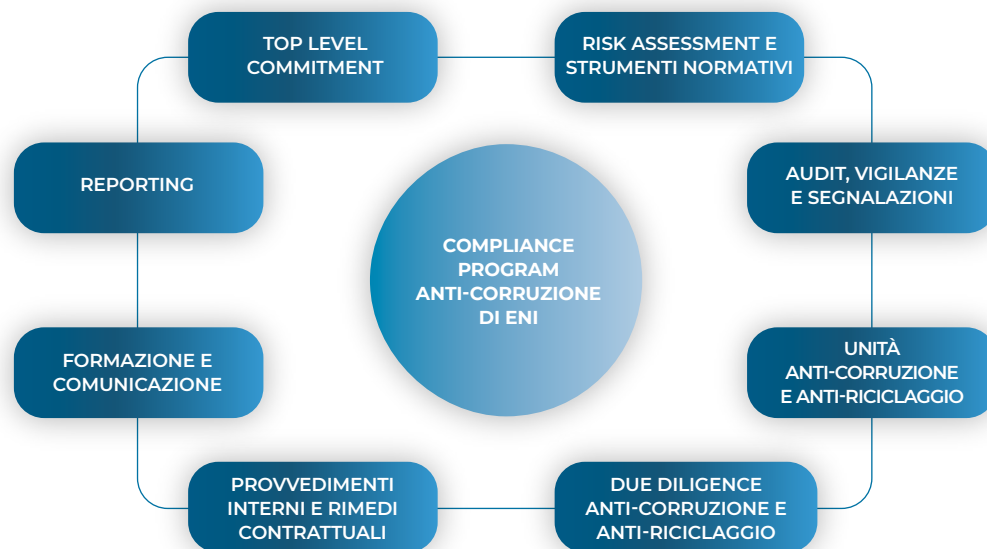 TOP LEVEL
COMMITMENT
RISK ASSESSMENT E
STRUMENTI NORMATIVI
REPORTING
AUDIT, VIGILANZE
E SEGNALAZIONI
COMPLIANCE
PROGRAM
ANTI-CORRUZIONE
DI ENI
FORMAZIONE E
COMUNICAZIONE
UNITÀ
ANTI-CORRUZIONE
E ANTI-RICICLAGGIO
PROVVEDIMENTI
INTERNI E RIMEDI
CONTRATTUALI
DUE DILIGENCE
ANTI-CORRUZIONE E
ANTI-RICICLAGGIO